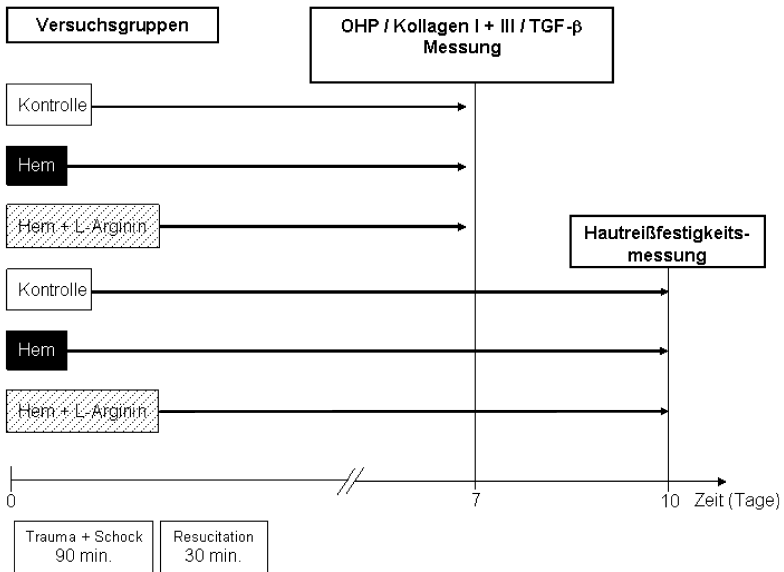 Versuchsgruppen
OHP / Kollagen I + III / TGF-β
Messung
Kontrolle
Hem
Hem + L-Arginin
Hautreißfestigkeits-
messung
Kontrolle
Hem
Hem + L-Arginin
0
7
10
Zeit (Tage)
Trauma + Schock
90 min.
Resucitation
30 min.